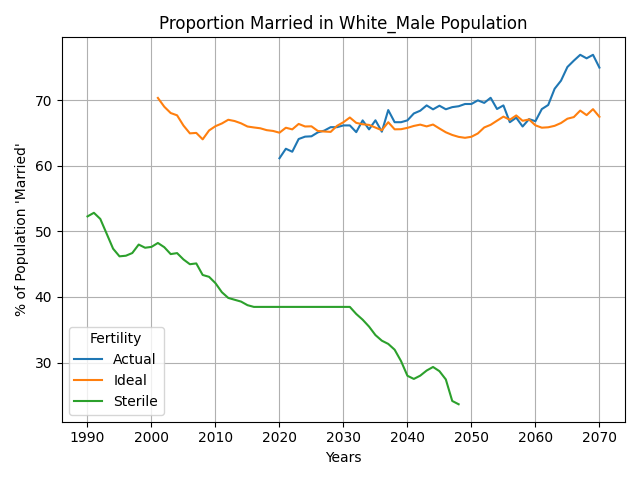 Proportion Married in White_Male Population
% of Population 'Married'
70
60
50
40
30
Fertility
Actual
Ideal
Sterile
1990 2000 2010 2020 2030 2040 2050 2060 2070
Years